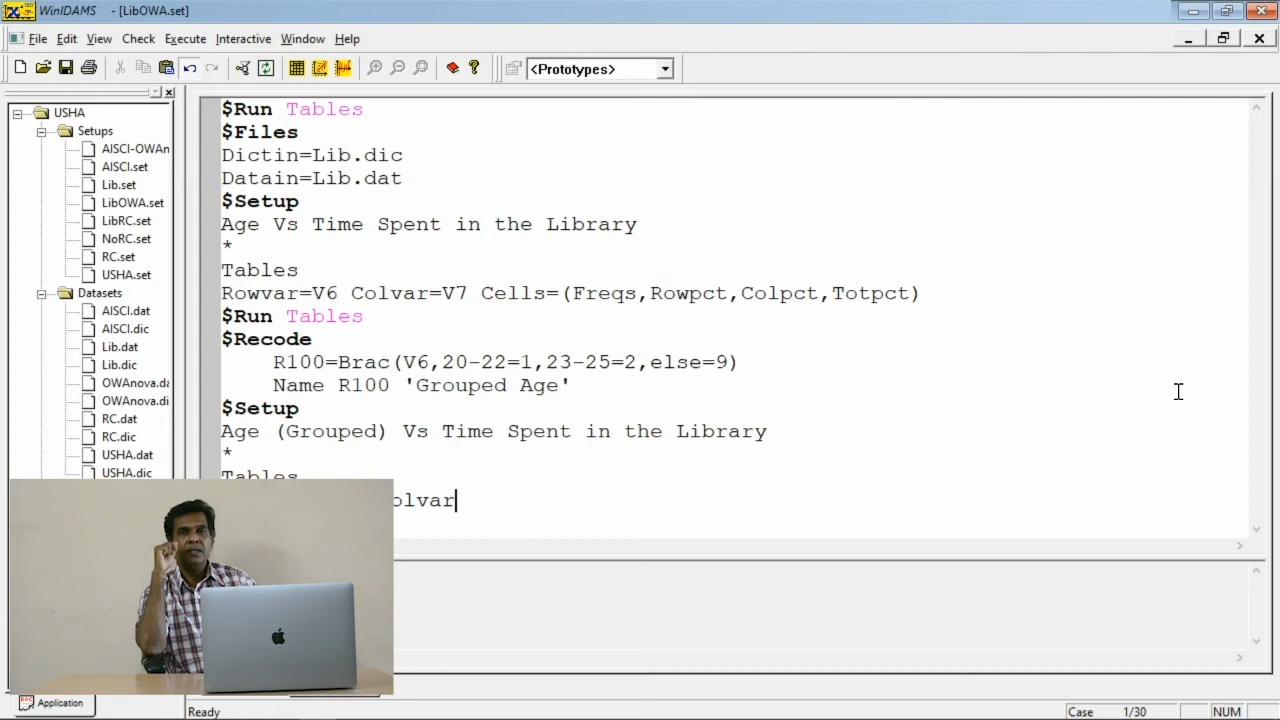 WinIDAMS - [LibOWA.set]
File Edit View Check Execute Interactive Window Help
<Prototypes>
USHA
Setups
AISCI-OWAn
AISCI.set
Lib.set
LibOWA.set
LibRC.set
NoRC.set
RC.set
USHA.set
Datasets
AISCI.dat
AISCI.dic
Lib.dat
Lib.dic
OWAnova.da
OWAnova.di
RC.dat
RC.dic
USHA.dat
USHA.dic
Application
$Run Tables
$Files
Dictin=Lib.dic
Datain=Lib.dat
$Setup
Age Vs Time Spent in the Library
*
Tables
Rowvar=V6 Colvar=V7 Cells=(Freqs,Rowpct,Colpct,Totpct)
$Run Tables
$Recode
R100=Brac(V6,20-22=1,23-25=2,else=9)
Name R100 'Grouped Age'
$Setup
Age (Grouped) Vs Time Spent in the Library
*
Tables
olvar
Ready
Case 1/30 NUM